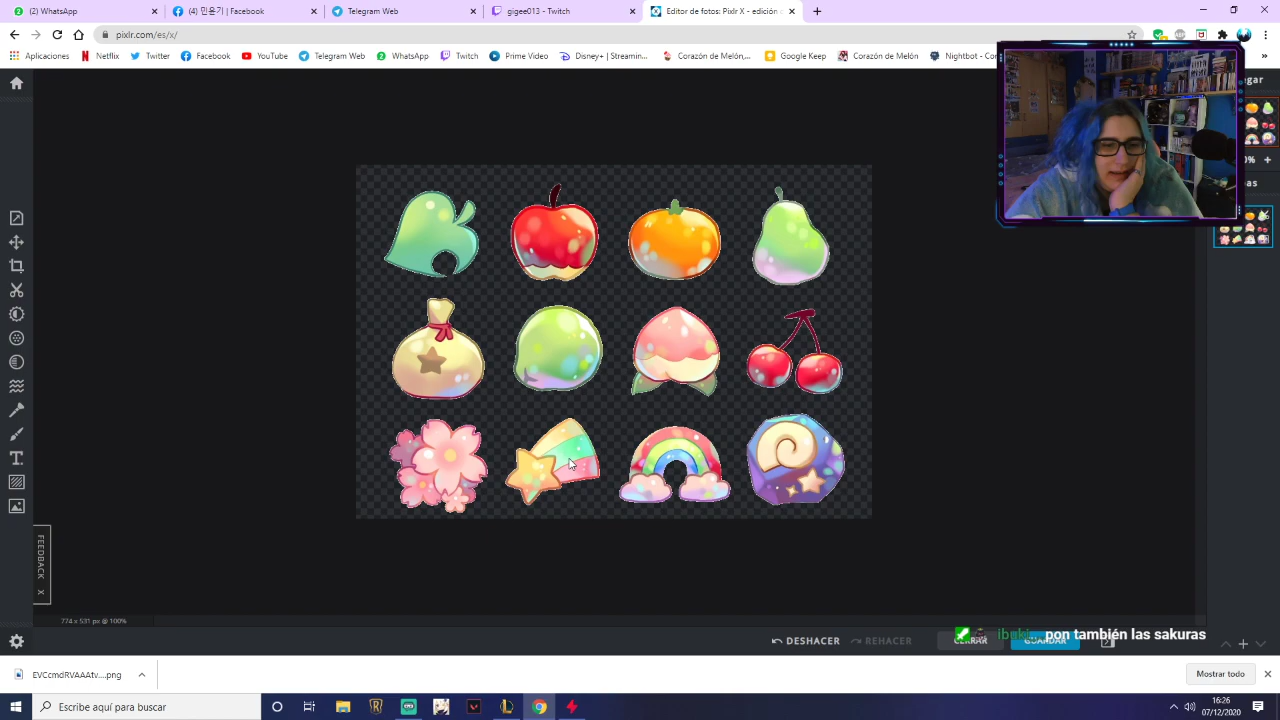 (2) WhatsApp
(4) 민윤기 | Facebook
Telegram Web
gigee013 - Twitch
Editor de fotos: Pixlr X - edición
pixlr.com/es/x/
Aplicaciones
Netflix
Twitter
Facebook
YouTube
Telegram Web
WhatsApp
Twitch
Prime Video
Disney+ | Streamin...
Corazón de Melón,...
Google Keep
Corazón de Melón
Nightbot - Con
»
FEEDBACK X
774 x 531 px @ 100%
DESHACER
REHACER
CERRAR
GUARDAR
pon también las sakuras
EVCcmdRVAAAtv....png
Mostrar todo
Escribe aquí para buscar
16:26
07/12/2020